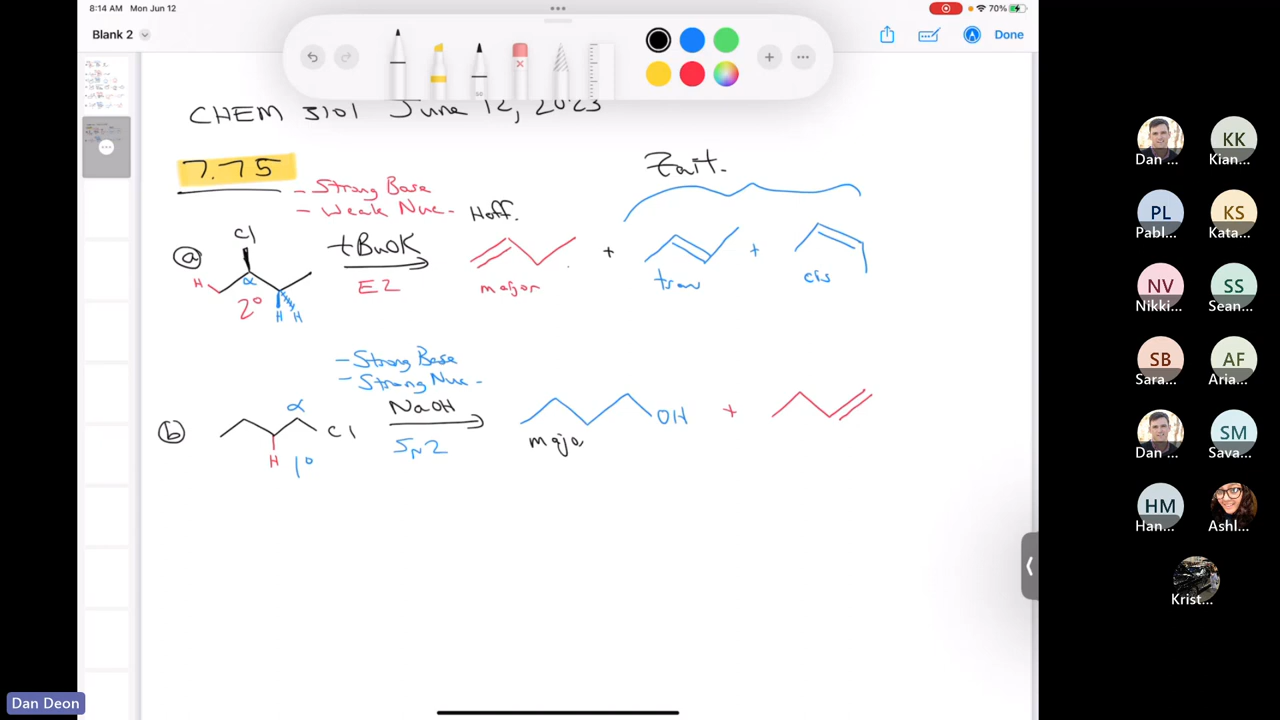 8:14 AM Mon Jun 12
70%
Blank 2
Done
CHEM 3101 June 12, 2023
7.75
Zait.
- Strong Base
- Weak Nuc.
Hoff.
a
Cl
tBuOK
E2
H
α
2°
H H
major
+
trans
+
cis
- Strong Base
- Strong Nuc.
b
α
Cl
H
1°
NaOH
SN2
OH
majo
+
Dan ...
KK
Kian...
PL
Pabl...
KS
Kata...
NV
Nikki...
SS
Sean...
SB
Sara...
AF
Aria...
Dan ...
SM
Sava...
HM
Han...
Ashl...
Krist...
Dan Deon